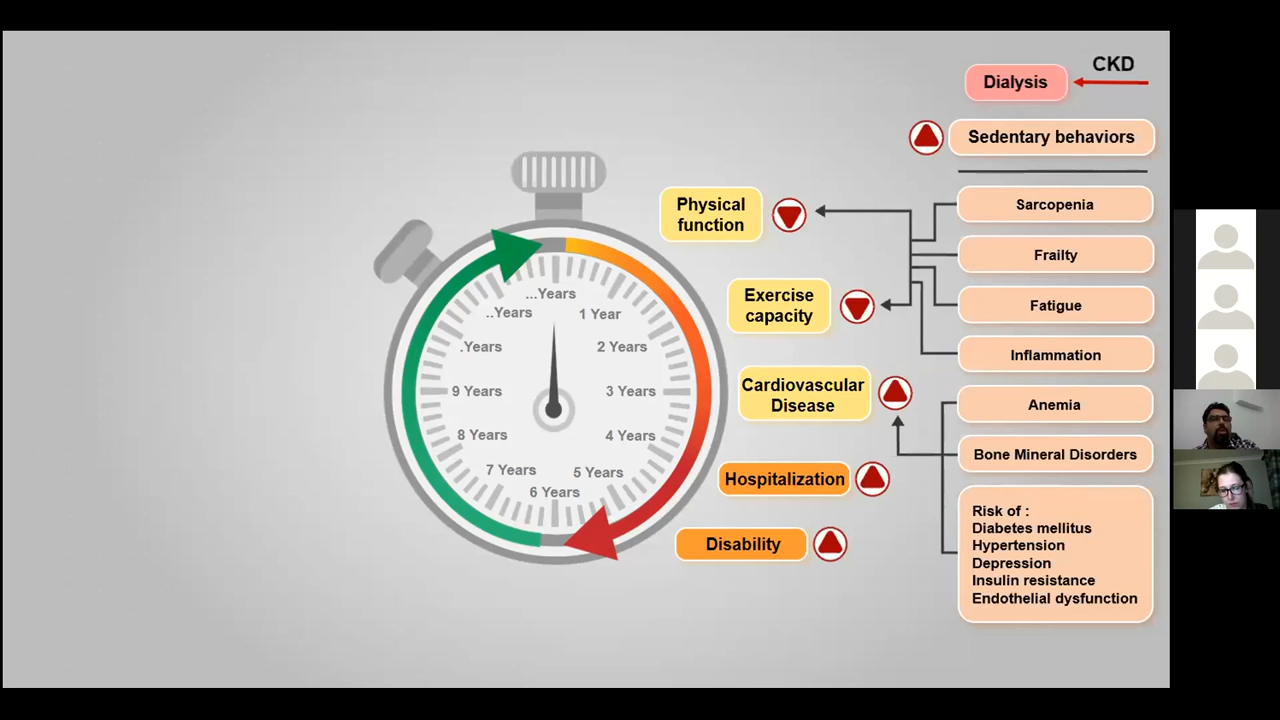 CKD
Dialysis
Sedentary behaviors
Physical
function
Exercise
capacity
Cardiovascular
Disease
Hospitalization
Disability
Sarcopenia
Frailty
Fatigue
Inflammation
Anemia
Bone Mineral Disorders
Risk of :
Diabetes mellitus
Hypertension
Depression
Insulin resistance
Endothelial dysfunction
...Years
1 Year
2 Years
3 Years
4 Years
5 Years
6 Years
7 Years
8 Years
9 Years
.Years
..Years